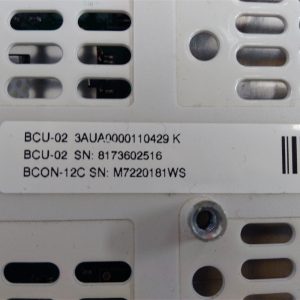 BCU-02 3AUA0000110429 K
BCU-02 SN: 8173602516
BCON-12C SN: M7220181WS